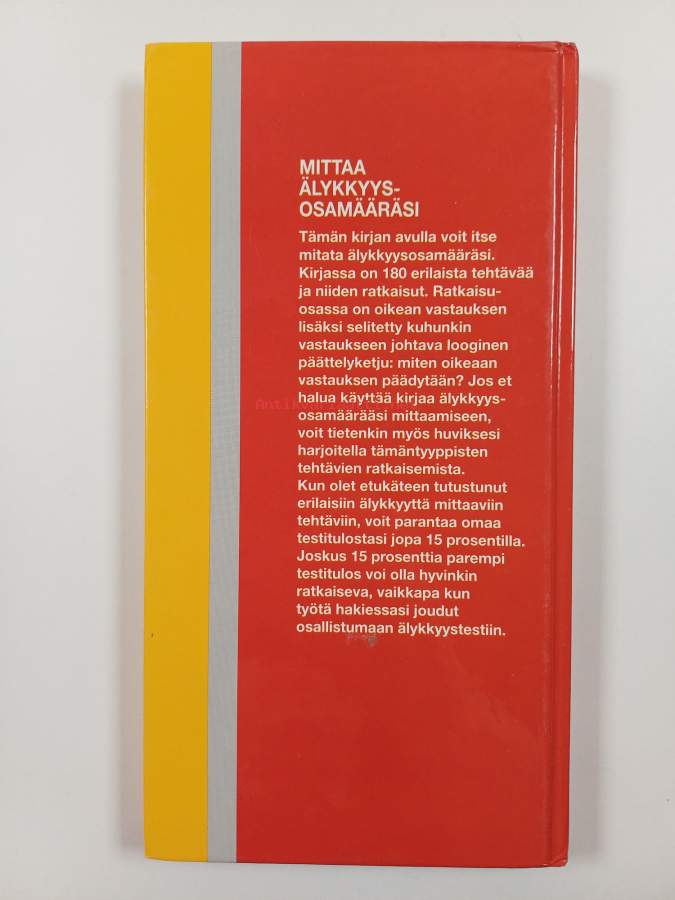 MITTAA
ÄLYKKYYS-
OSAMÄÄRÄSI
Tämän kirjan avulla voit itse
mitata älykkyysosamääräsi.
Kirjassa on 180 erilaista tehtävää
ja niiden ratkaisut. Ratkaisu-
osassa on oikean vastauksen
lisäksi selitetty kuhunkin
vastaukseen johtava looginen
päättelyketju: miten oikeaan
vastauksen päädytään? Jos et
halua käyttää kirjaa älykkyys-
osamäärääsi mittaamiseen,
voit tietenkin myös huviksesi
harjoitella tämäntyyppisten
tehtävien ratkaisemista.
Kun olet etukäteen tutustunut
erilaisiin älykkyyttä mittaaviin
tehtäviin, voit parantaa omaa
testitulostasi jopa 15 prosentilla.
Joskus 15 prosenttia parempi
testitulos voi olla hyvinkin
ratkaiseva, vaikkapa kun
työtä hakiessasi joudut
osallistumaan älykkyystestiin.